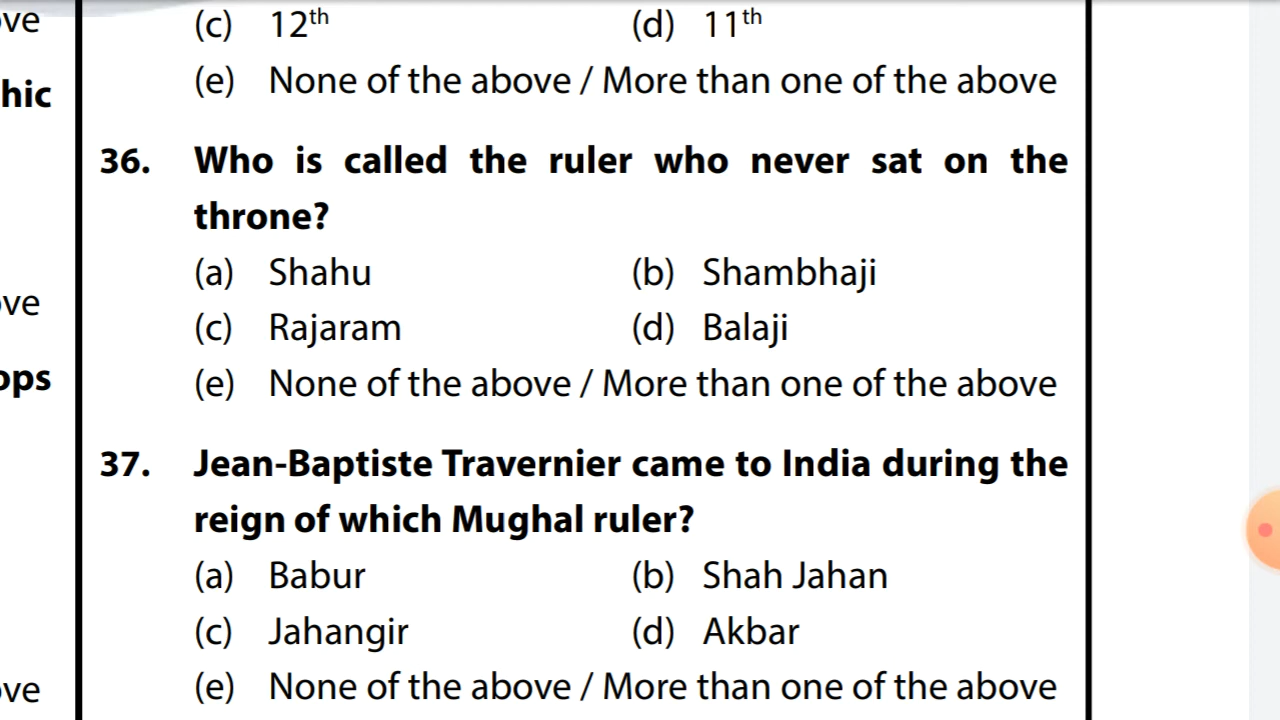 ve
hic
ve
ops
ve
(c) 12th (d) 11th
(e) None of the above / More than one of the above
36. Who is called the ruler who never sat on the
throne?
(a) Shahu (b) Shambhaji
(c) Rajaram (d) Balaji
(e) None of the above / More than one of the above
37. Jean-Baptiste Travernier came to India during the
reign of which Mughal ruler?
(a) Babur (b) Shah Jahan
(c) Jahangir (d) Akbar
(e) None of the above / More than one of the above